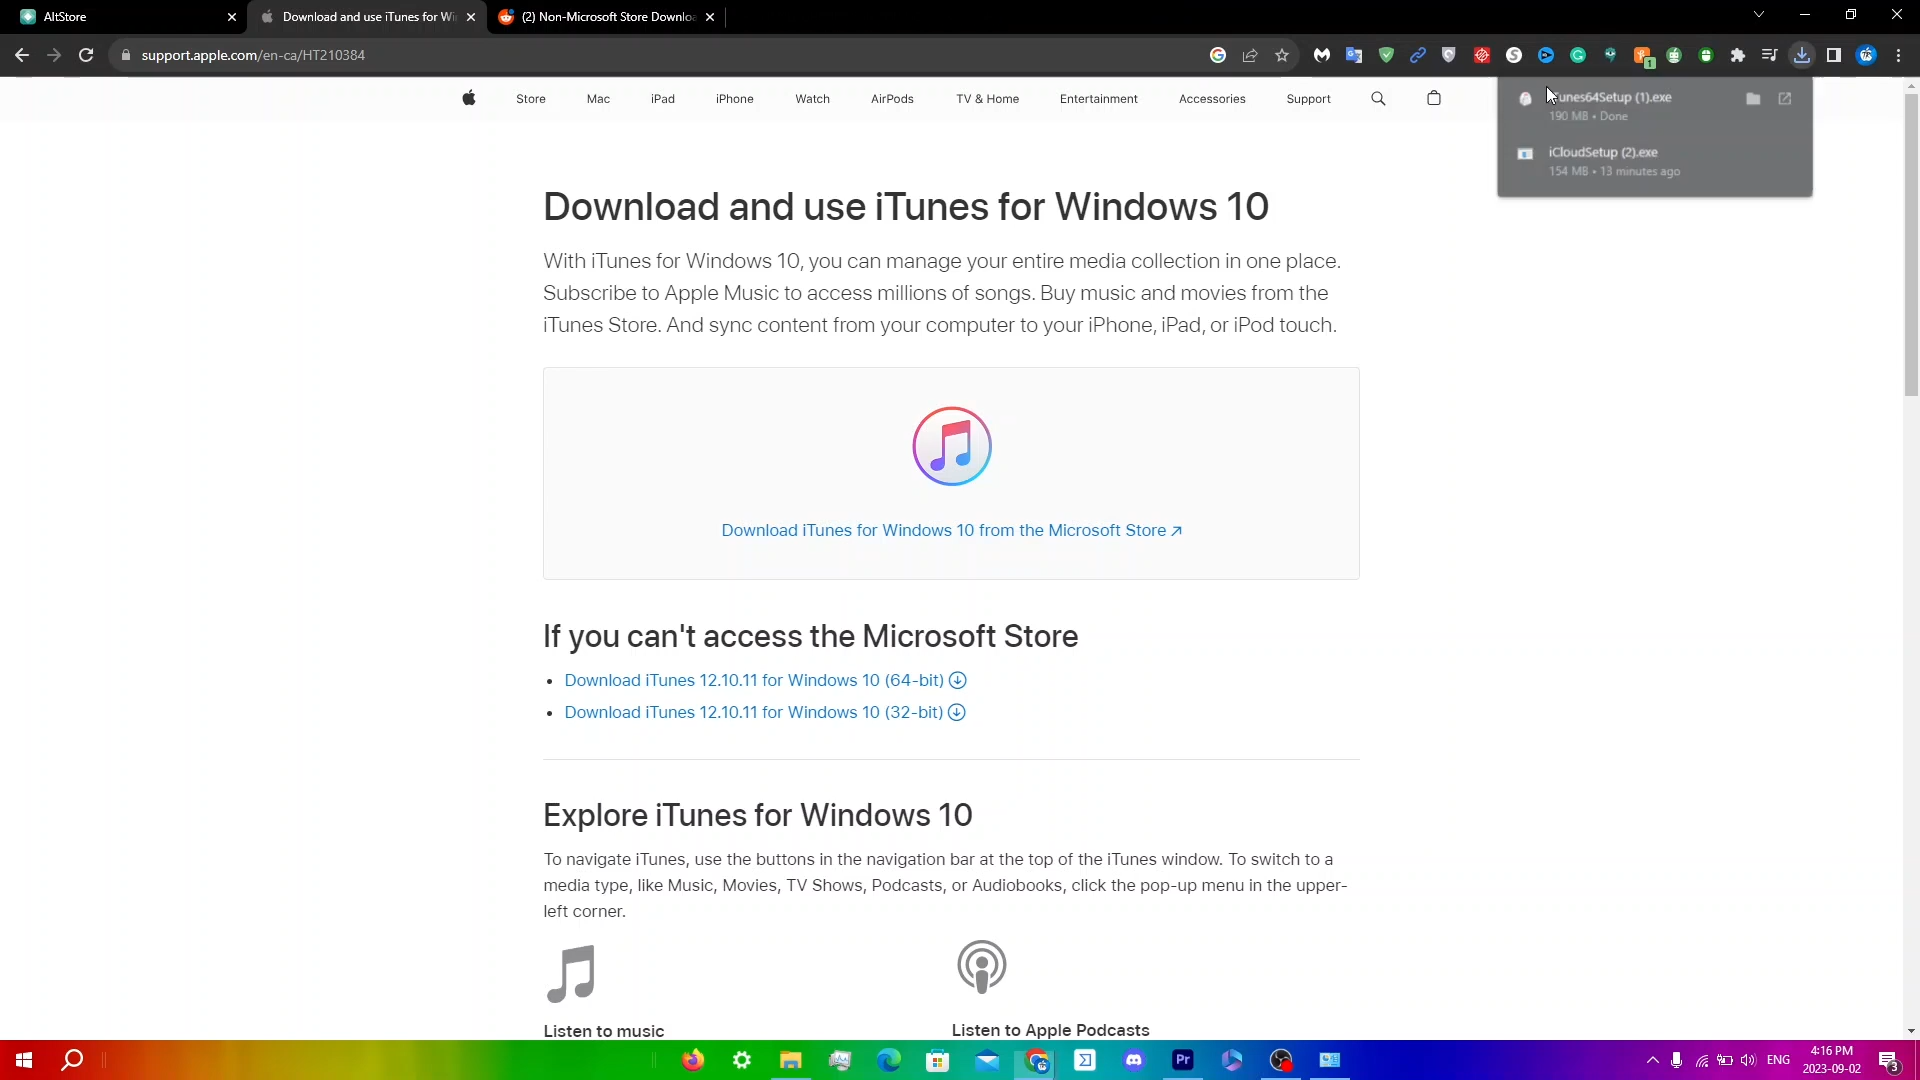 AltStore
Download and use iTunes for Wi
(2) Non-Microsoft Store Downlo
support.apple.com/en-ca/HT210384
1
Store
Mac
iPad
iPhone
Watch
AirPods
TV & Home
Entertainment
Accessories
Support
iTunes64Setup (1).exe
190 MB • Done
iCloudSetup (2).exe
154 MB • 13 minutes ago
Download and use iTunes for Windows 10
With iTunes for Windows 10, you can manage your entire media collection in one place.
Subscribe to Apple Music to access millions of songs. Buy music and movies from the
iTunes Store. And sync content from your computer to your iPhone, iPad, or iPod touch.
Download iTunes for Windows 10 from the Microsoft Store ↗
If you can't access the Microsoft Store
• Download iTunes 12.10.11 for Windows 10 (64-bit)
• Download iTunes 12.10.11 for Windows 10 (32-bit)
Explore iTunes for Windows 10
To navigate iTunes, use the buttons in the navigation bar at the top of the iTunes window. To switch to a
media type, like Music, Movies, TV Shows, Podcasts, or Audiobooks, click the pop-up menu in the upper-
left corner.
Listen to music
Listen to Apple Podcasts
Pr
ENG
4:16 PM
2023-09-02
3